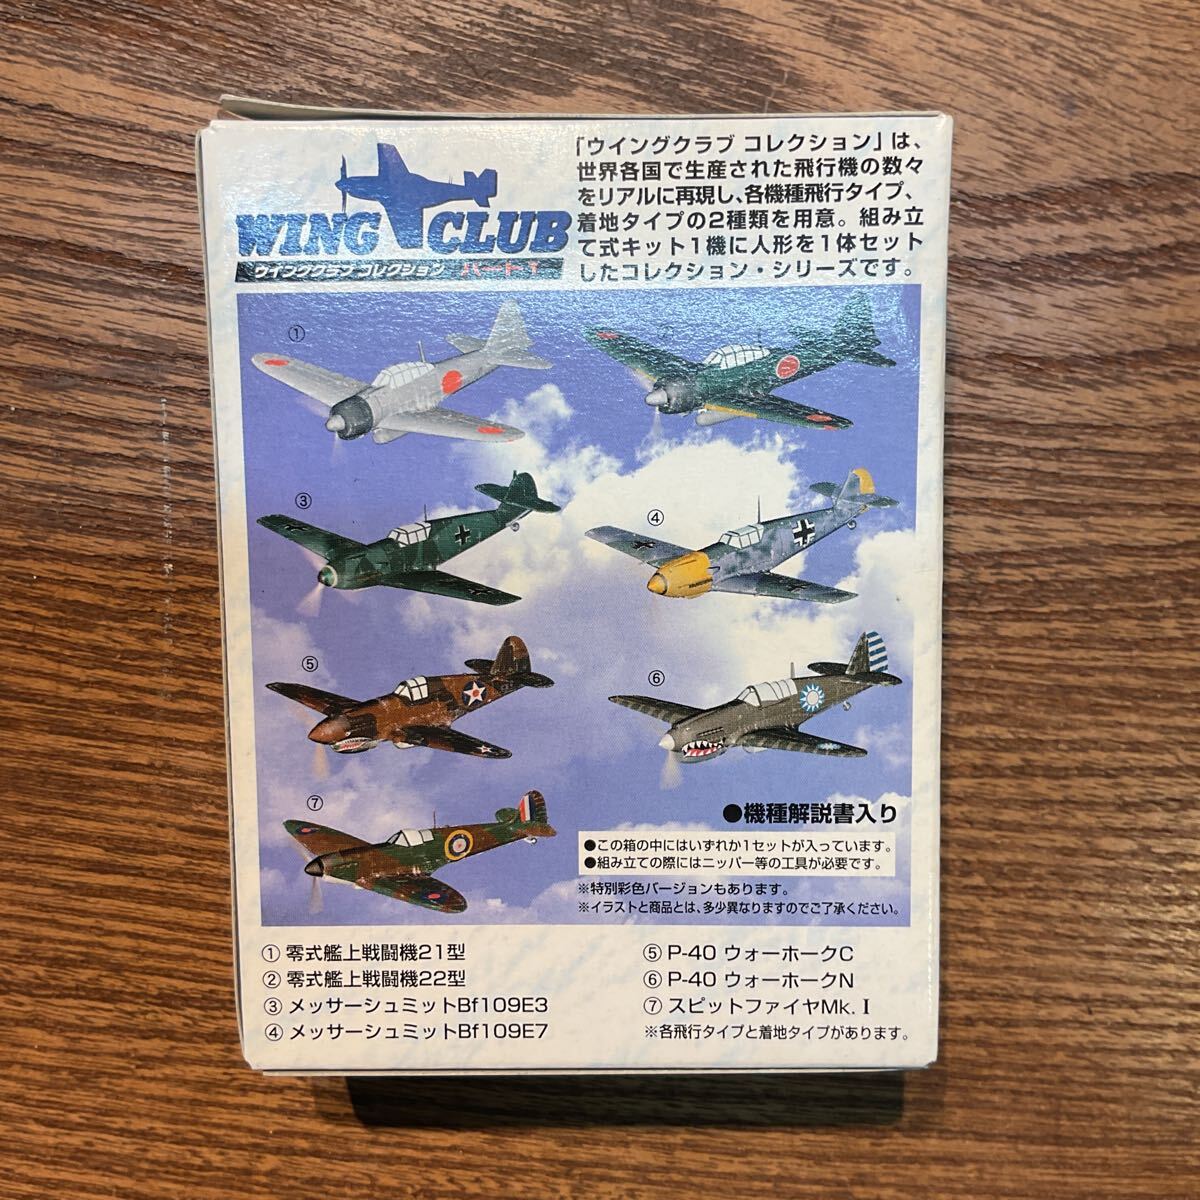 WING CLUB
ウイングクラブ コレクション パート1
「ウイングクラブ コレクション」は、
世界各国で生産された飛行機の数々
をリアルに再現し、各機種飛行タイプ、
着地タイプの2種類を用意。組み立
て式キット1機に人形を1体セット
したコレクション・シリーズです。
①
③
④
⑤
⑥
⑦
●機種解説書入り
●この箱の中にはいずれか1セットが入っています。
●組み立ての際にはニッパー等の工具が必要です。
※特別彩色バージョンもあります。
※イラストと商品とは、多少異なりますのでご了承ください。
① 零式艦上戦闘機21型
② 零式艦上戦闘機22型
③ メッサーシュミットBf109E3
④ メッサーシュミットBf109E7
⑤ P-40 ウォーホークC
⑥ P-40 ウォーホークN
⑦ スピットファイヤMk.Ⅰ
※各飛行タイプと着地タイプがあります。